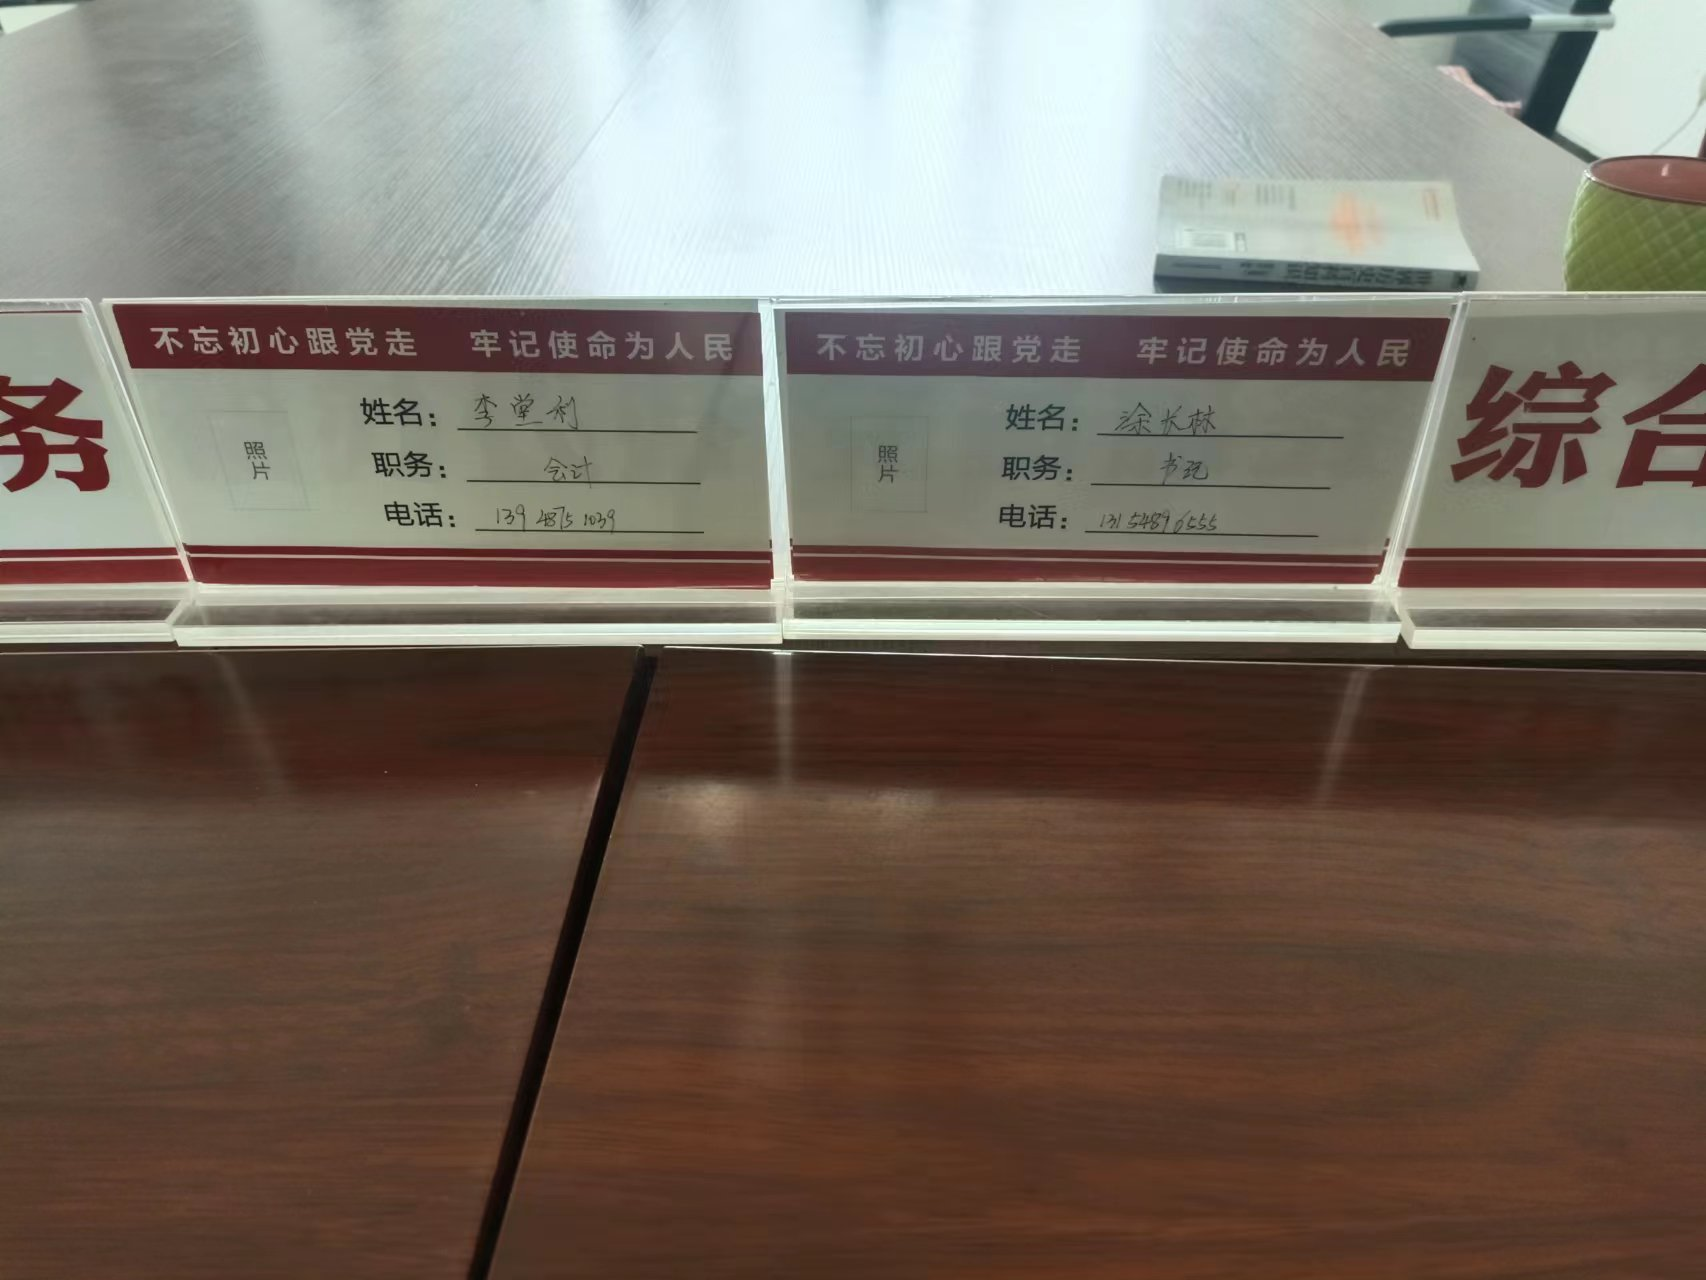 务
不忘初心跟党走 牢记使命为人民
照片
姓名：李堂利
职务：会计
电话：139 4875 1039
不忘初心跟党走 牢记使命为人民
照片
姓名：涂长林
职务：书记
电话：13154896555
综合